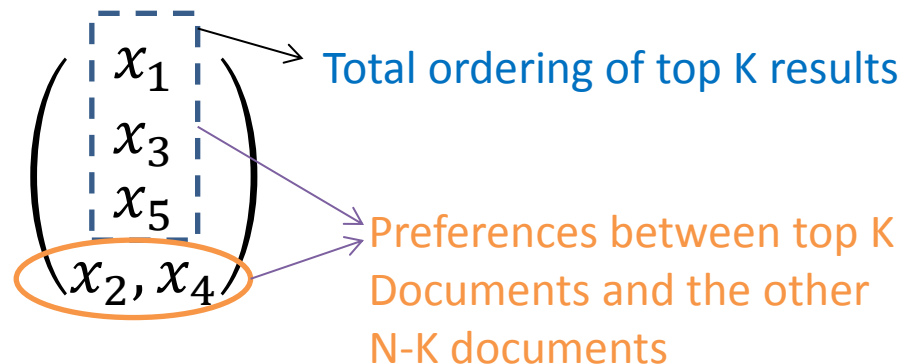 x₁
Total ordering of top K results
x₃
x₅
x₂, x₄
Preferences between top K
Documents and the other
N-K documents